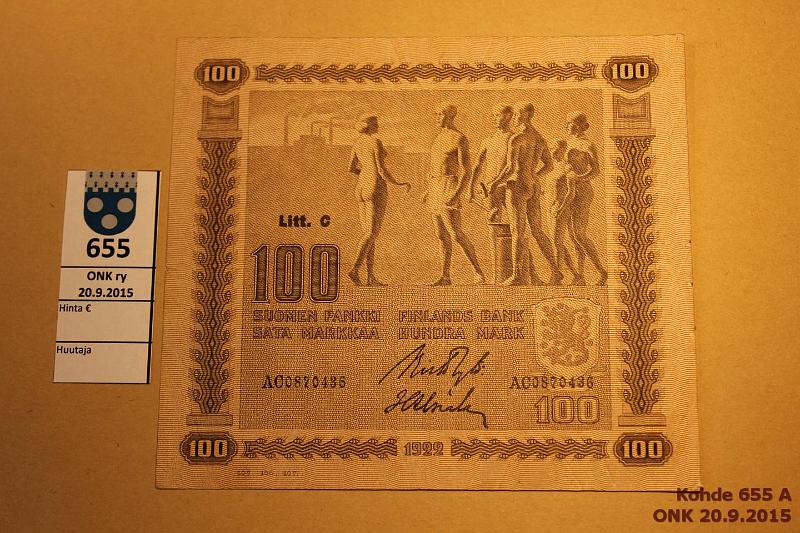 100
100
Litt. C
100
SUOMEN PANKKI FINLANDS BANK
SATA MARKKAA HUNDRA MARK
AC0870436
AC0870436
100
100
1922
100
655
ONK ry
20.9.2015
Hinta €
Huutaja
Kohde 655 A
ONK 20.9.2015